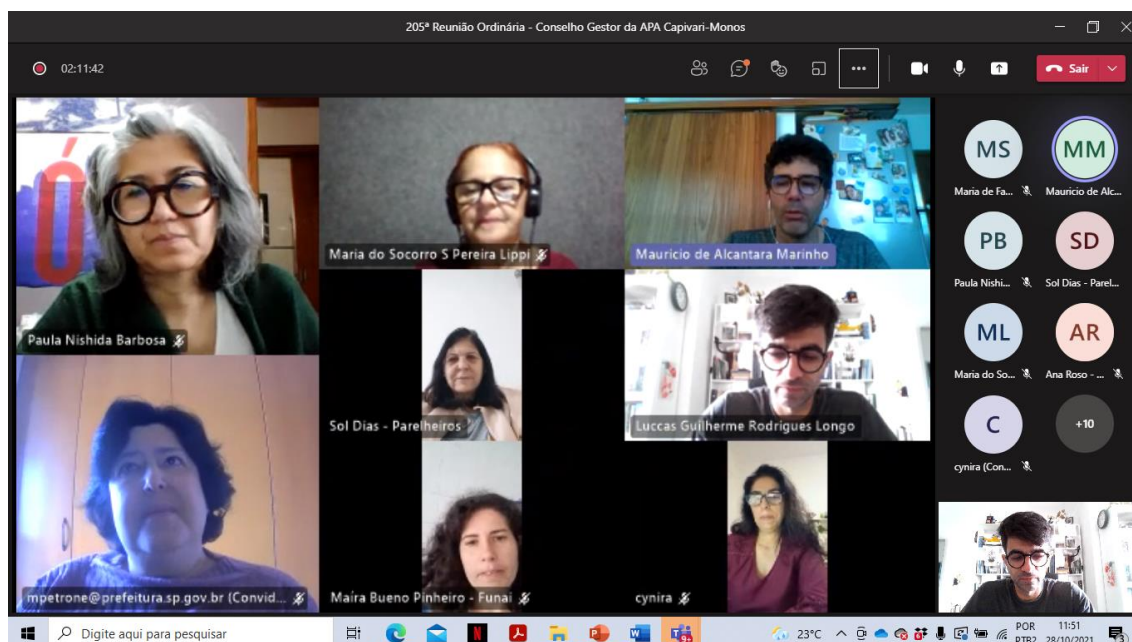 205ª Reunião Ordinária - Conselho Gestor da APA Capivari-Monos
02:11:42
Sair
Ó
Paula Nishida Barbosa
Maria do Socorro S Pereira Lippi
Mauricio de Alcantara Marinho
Sol Dias - Parelheiros
Luccas Guilherme Rodrigues Longo
mpetrone@prefeitura.sp.gov.br (Convid...
Maíra Bueno Pinheiro - Funai
cynira
MS
Maria de Fa...
MM
Mauricio de Alc...
PB
Paula Nishi...
SD
Sol Dias - Parel...
ML
Maria do So...
AR
Ana Roso - ...
C
cynira (Con...
+10
Digite aqui para pesquisar
23°C
POR
PTB2
11:51
28/10/2021